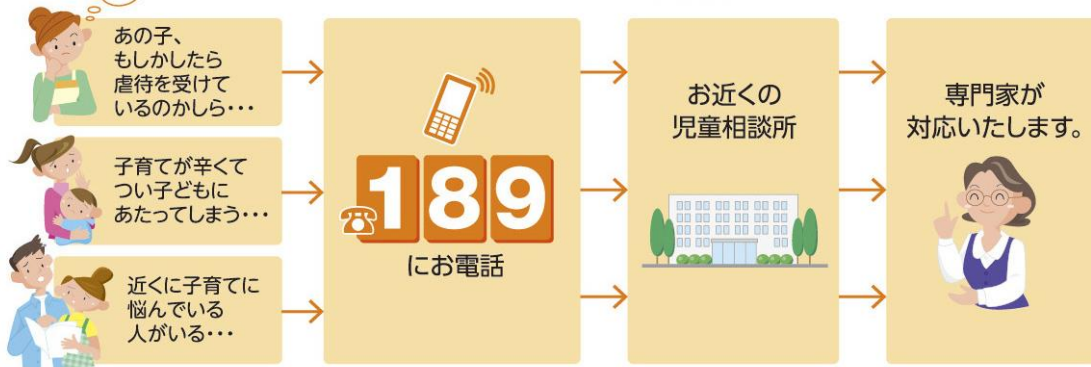 あの子、
もしかしたら
虐待を受けて
いるのかしら・・・
子育てが辛くて
つい子どもに
あたってしまう・・・
近くに子育てに
悩んでいる
人がいる・・・
189
にお電話
お近くの
児童相談所
専門家が
対応いたします。